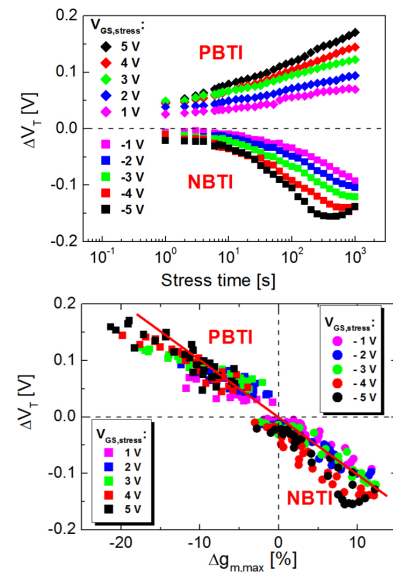 V_GS,stress:
5 V
4 V
3 V
2 V
1 V
-1 V
-2 V
-3 V
-4 V
-5 V
PBTI
NBTI
0.2
0.1
0.0
-0.1
-0.2
ΔV_T [V]
10^-1
10^0
10^1
10^2
10^3
Stress time [s]
PBTI
V_GS,stress:
- 1 V
- 2 V
- 3 V
- 4 V
- 5 V
V_GS,stress:
1 V
2 V
3 V
4 V
5 V
NBTI
0.2
0.1
0.0
-0.1
-0.2
ΔV_T [V]
-20
-10
0
10
Δg_m,max [%]